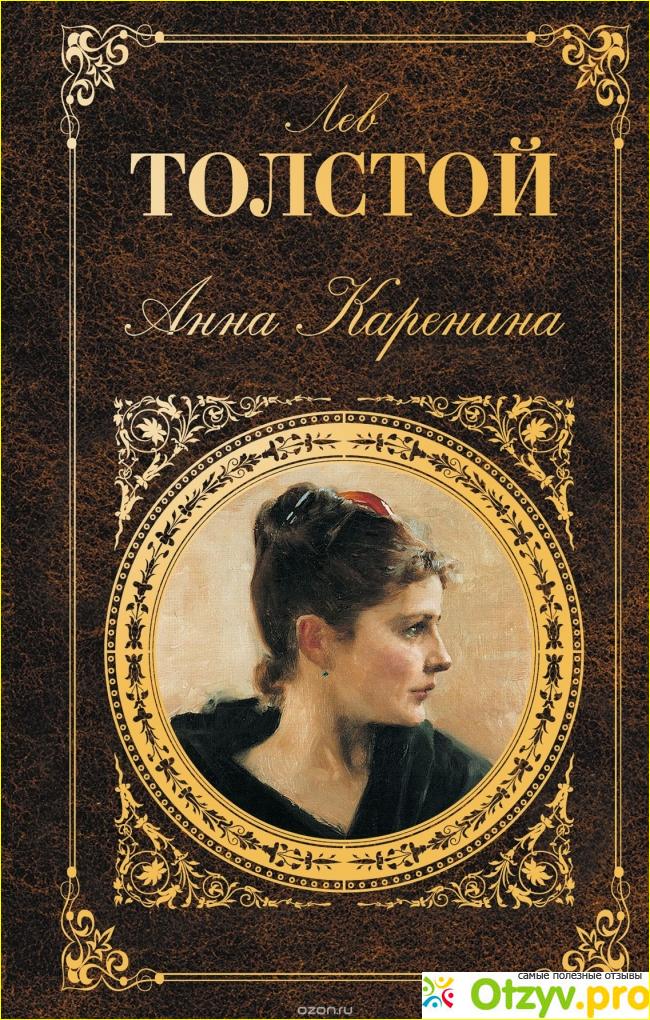 Лев
ТОЛСТОЙ
Анна Каренина
ozon.ru
самые полезные отзывы
Otzyv.pro